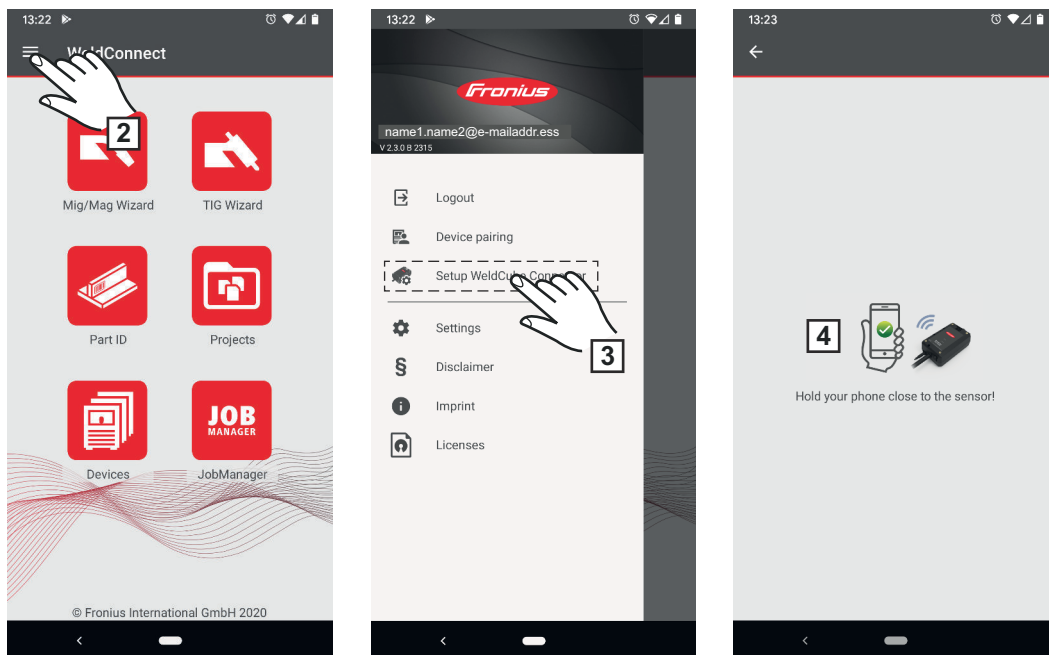 13:22
WeldConnect
2
Mig/Mag Wizard
TIG Wizard
Part ID
Projects
JOB
MANAGER
Devices
JobManager
© Fronius International GmbH 2020
13:22
Fronius
name1.name2@e-mailaddr.ess
V 2.3.0 B 2315
Logout
Device pairing
Setup WeldCube Connector
3
Settings
§ Disclaimer
Imprint
Licenses
13:23
4
Hold your phone close to the sensor!